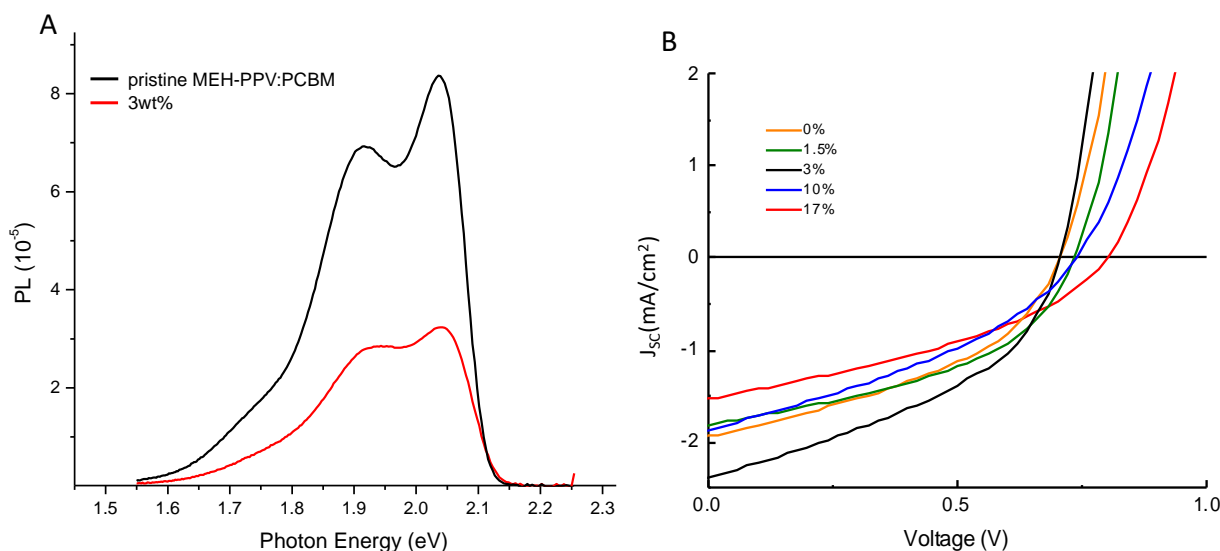 A
pristine MEH-PPV:PCBM
3wt%
PL (10⁻⁵)
8
6
4
2
1.5 1.6 1.7 1.8 1.9 2.0 2.1 2.2 2.3
Photon Energy (eV)
B
0%
1.5%
3%
10%
17%
J_SC(mA/cm²)
2
1
0
-1
-2
0.0 0.5 1.0
Voltage (V)